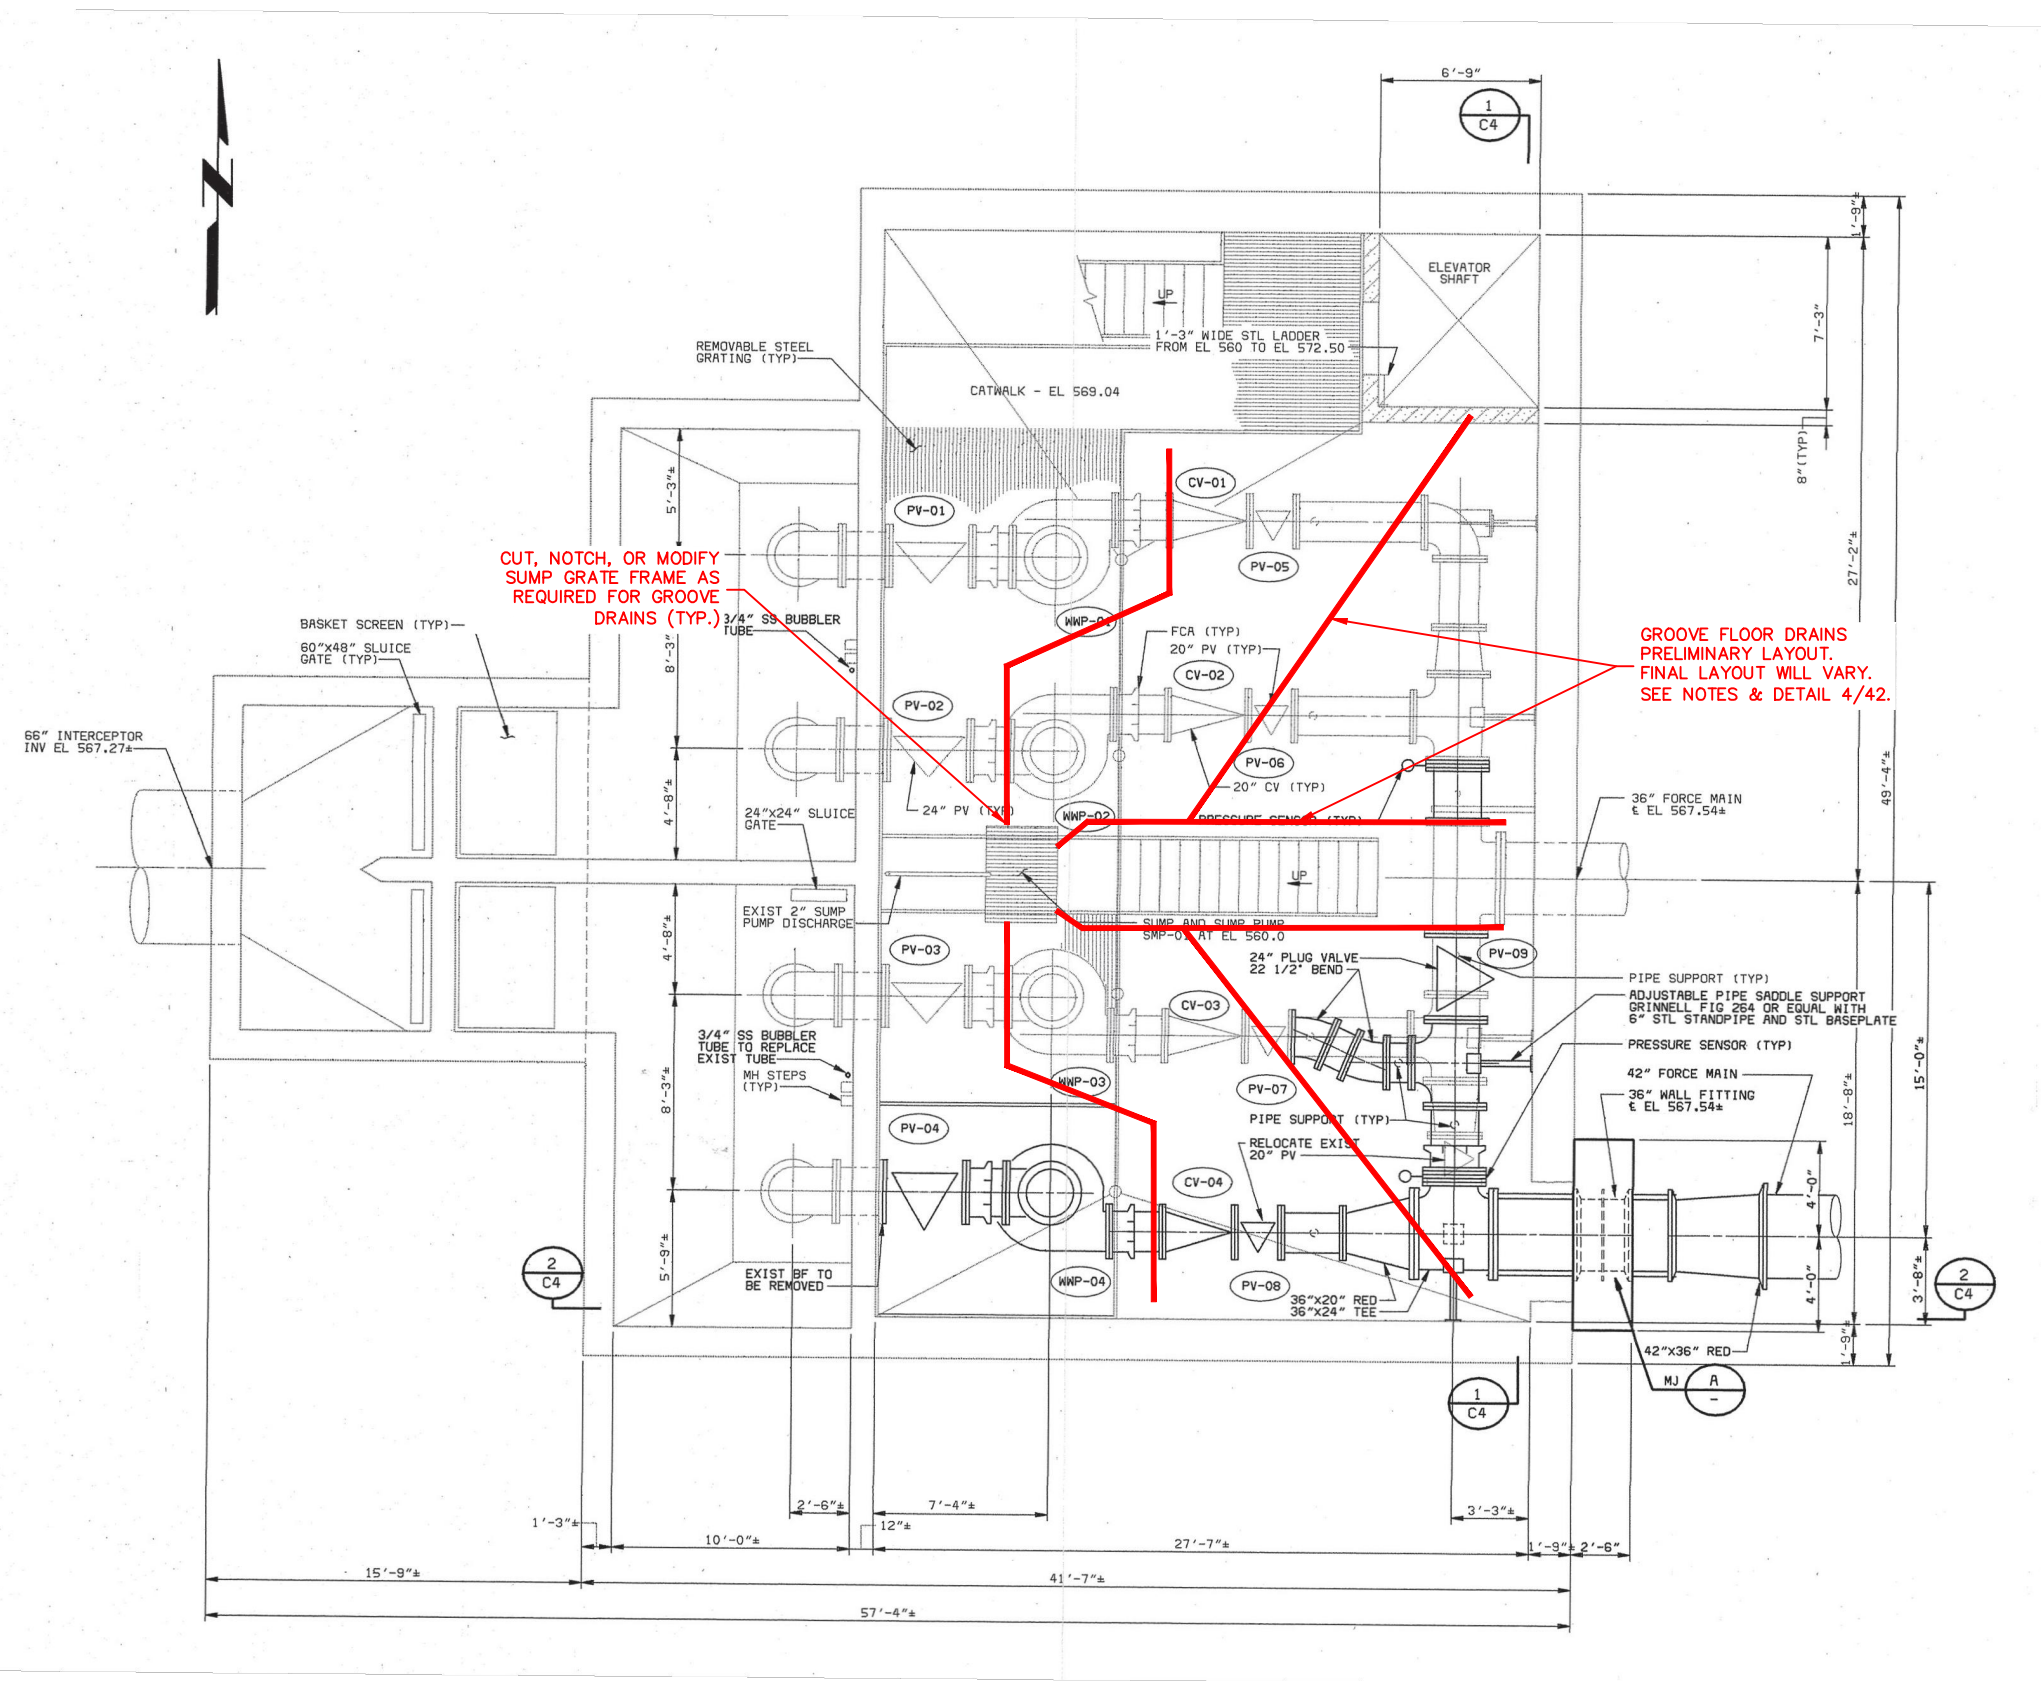 6'-9"
1
C4
1'-9"±
ELEVATOR
SHAFT
UP
7'-3"
1'-3" WIDE STL LADDER
FROM EL 560 TO EL 572.50
REMOVABLE STEEL
GRATING (TYP)
CATWALK - EL 569.04
8"(TYP)
5'-3"±
CV-01
PV-01
27'-2"±
CUT, NOTCH, OR MODIFY
SUMP GRATE FRAME AS
REQUIRED FOR GROOVE
DRAINS (TYP.)
PV-05
3/4" SS BUBBLER
TUBE
WWP-01
BASKET SCREEN (TYP)
60"x48" SLUICE
GATE (TYP)
8'-3"±
FCA (TYP)
20" PV (TYP)
CV-02
GROOVE FLOOR DRAINS
PRELIMINARY LAYOUT.
FINAL LAYOUT WILL VARY.
SEE NOTES & DETAIL 4/42.
PV-02
66" INTERCEPTOR
INV EL 567.27±
PV-06
49'-4"±
20" CV (TYP)
24" PV (TYP)
4'-8"±
24"x24" SLUICE
GATE
WWP-02
PRESSURE SENSOR (TYP)
36" FORCE MAIN
℄ EL 567.54±
UP
EXIST 2" SUMP
PUMP DISCHARGE
SUMP AND SUMP PUMP
SMP-01 AT EL 560.0
4'-8"±
PV-03
24" PLUG VALVE
22 1/2° BEND
PV-09
PIPE SUPPORT (TYP)
ADJUSTABLE PIPE SADDLE SUPPORT
GRINNELL FIG 264 OR EQUAL WITH
6" STL STANDPIPE AND STL BASEPLATE
CV-03
3/4" SS BUBBLER
TUBE TO REPLACE
EXIST TUBE
PRESSURE SENSOR (TYP)
MH STEPS
(TYP)
WWP-03
PV-07
42" FORCE MAIN
15'-0"±
8'-3"±
36" WALL FITTING
℄ EL 567.54±
18'-8"±
PIPE SUPPORT (TYP)
PV-04
RELOCATE EXIST
20" PV
CV-04
4'-0"
5'-9"±
2
C4
EXIST BF TO
BE REMOVED
WWP-04
PV-08
36"x20" RED
36"x24" TEE
4'-0"
3'-8"±
2
C4
42"x36" RED
1'-9"±
MJ
A
-
1
C4
2'-6"±
7'-4"±
3'-3"±
1'-3"±
12"±
10'-0"±
27'-7"±
1'-9"±
2'-6"
15'-9"±
41'-7"±
57'-4"±